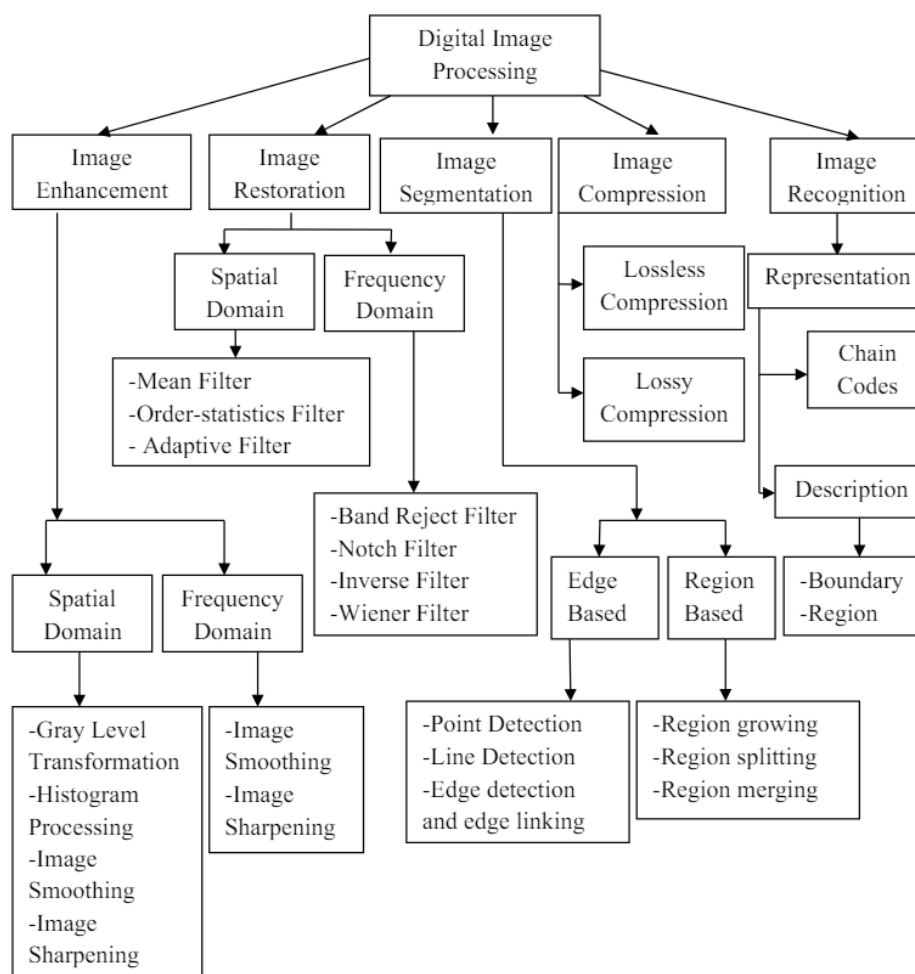 Digital Image
Processing
Image
Enhancement
Image
Restoration
Image
Segmentation
Image
Compression
Image
Recognition
Spatial
Domain
Frequency
Domain
Lossless
Compression
Representation
-Mean Filter
-Order-statistics Filter
- Adaptive Filter
Lossy
Compression
Chain
Codes
Description
-Band Reject Filter
-Notch Filter
-Inverse Filter
-Wiener Filter
Spatial
Domain
Frequency
Domain
Edge
Based
Region
Based
-Boundary
-Region
-Gray Level
Transformation
-Histogram
Processing
-Image
Smoothing
-Image
Sharpening
-Image
Smoothing
-Image
Sharpening
-Point Detection
-Line Detection
-Edge detection
and edge linking
-Region growing
-Region splitting
-Region merging